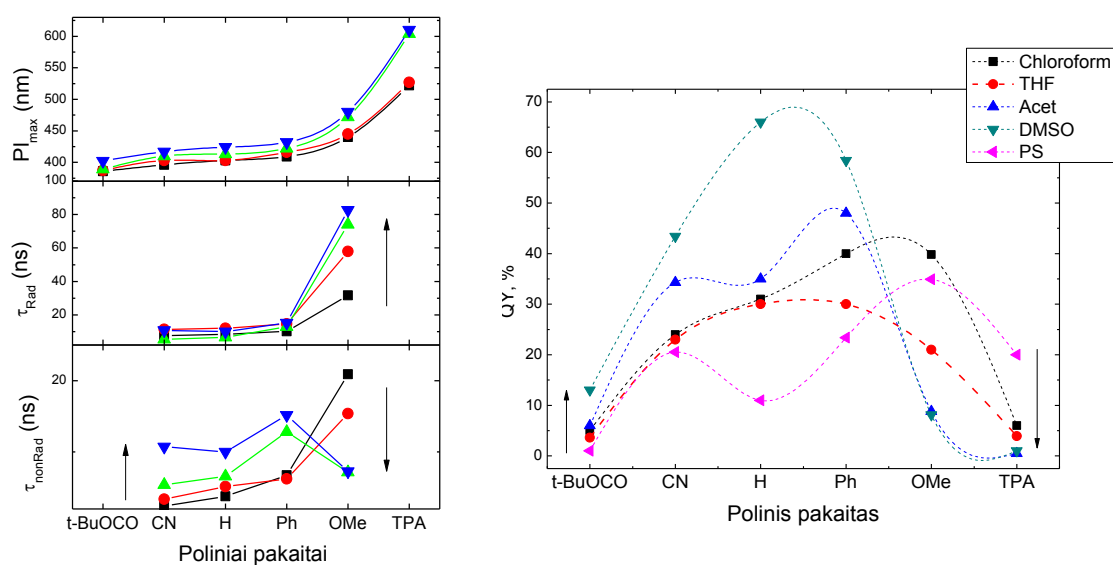 PI max (nm)
600
550
500
450
400
100
τ Rad (ns)
80
60
40
20
τ nonRad (ns)
20
t-BuOCO CN H Ph OMe TPA
Poliniai pakaitai
Chloroform
THF
Acet
DMSO
PS
QY, %
70
60
50
40
30
20
10
0
t-BuOCO CN H Ph OMe TPA
Polinis pakaitas